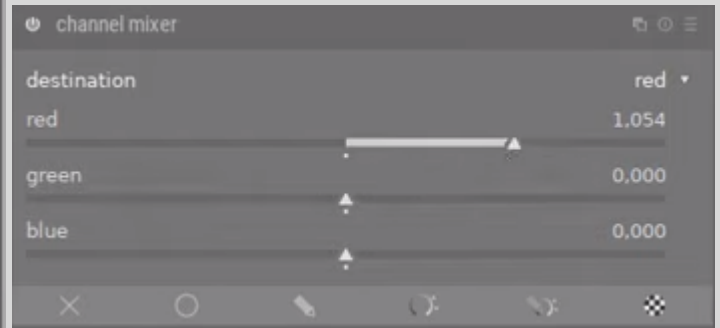 channel mixer
destination red
red 1,054
green 0,000
blue 0,000